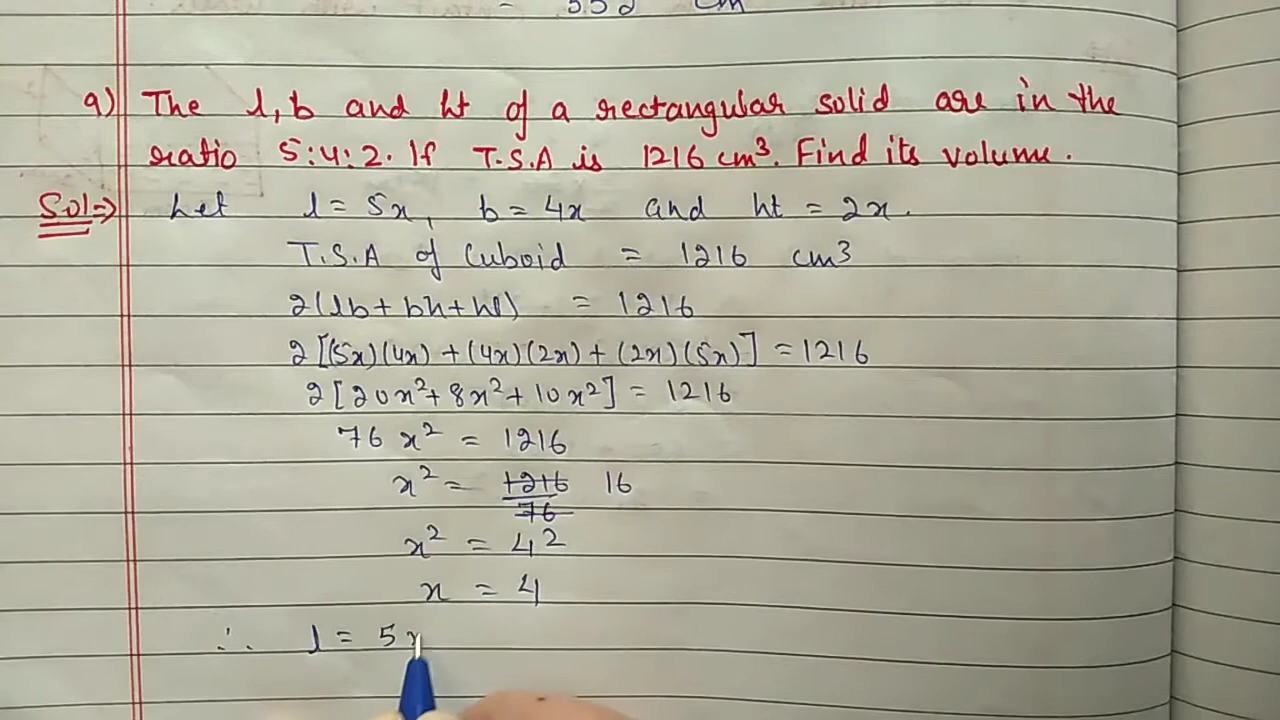 = 552 cm
9) The l, b and ht of a rectangular solid are in the
ratio 5:4:2. If T.S.A is 1216 cm³. Find its volume.
Sol⇒ Let l = 5x, b = 4x and ht = 2x.
T.S.A of Cuboid = 1216 cm³
2(lb + bh + hl) = 1216
2[(5x)(4x) + (4x)(2x) + (2x)(5x)] = 1216
2[20x² + 8x² + 10x²] = 1216
76 x² = 1216
x² = 1216/76 16
x² = 4²
x = 4
∴ l = 5x